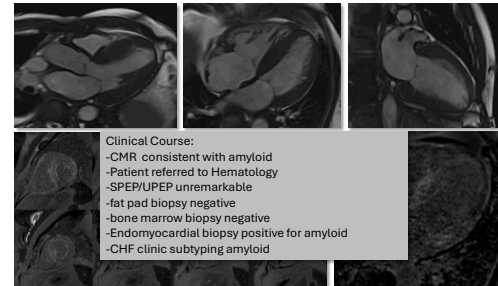 Clinical Course:
-CMR consistent with amyloid
-Patient referred to Hematology
-SPEP/UPEP unremarkable
-fat pad biopsy negative
-bone marrow biopsy negative
-Endomyocardial biopsy positive for amyloid
-CHF clinic subtyping amyloid